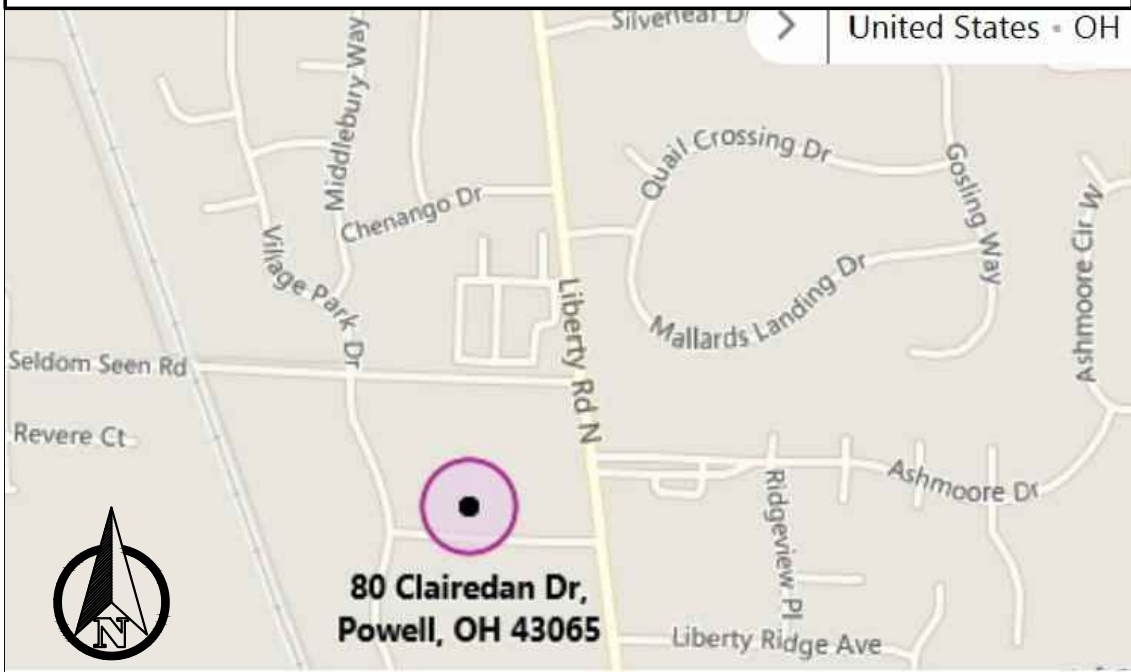 Silverleaf D
United States • OH
Middlebury Way
Quail Crossing Dr
Gosling Way
Chenango Dr
Ashmoore Cir W
Village Park Dr
Liberty Rd N
Mallards Landing Dr
Seldom Seen Rd
Revere Ct
Ashmoore Dr
Ridgeview Pl
80 Clairedan Dr,
Powell, OH 43065
N
Liberty Ridge Ave